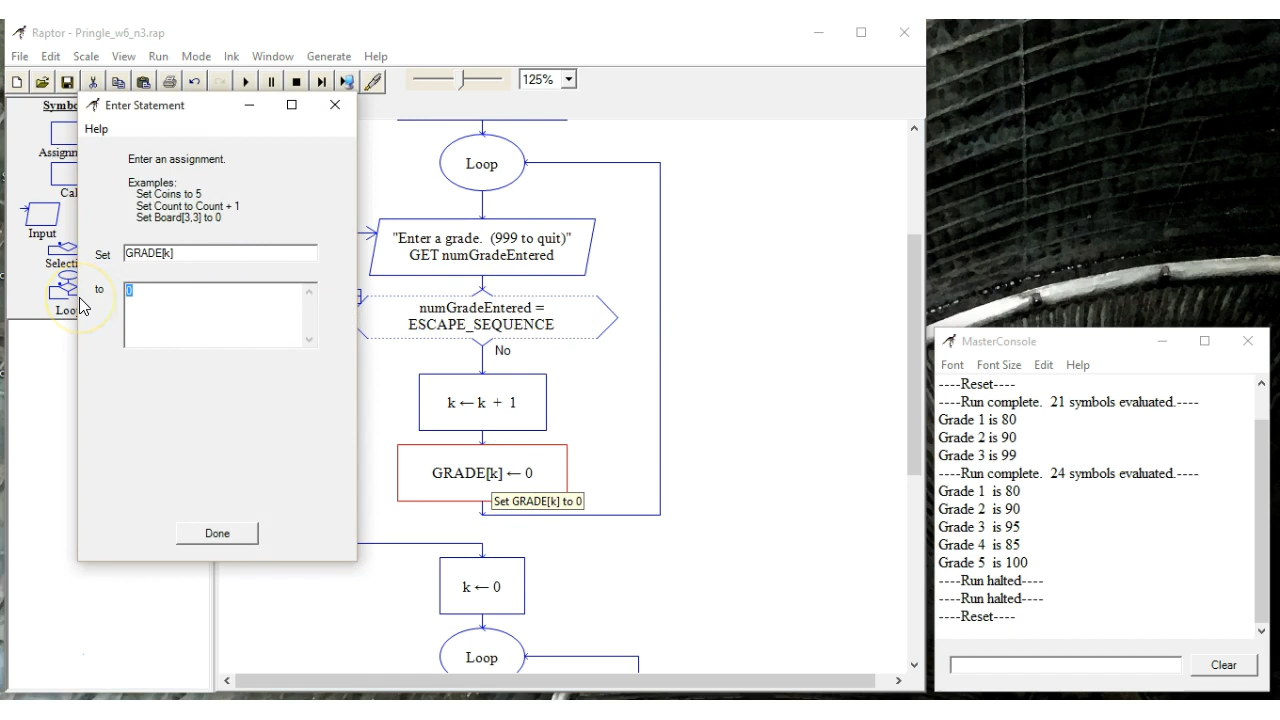 Raptor - Pringle_w6_n3.rap
File Edit Scale View Run Mode Ink Window Generate Help
125%
Symbo
Assignm
Cal
Input
Selecti
Loo
Enter Statement
Help
Enter an assignment.
Examples:
Set Coins to 5
Set Count to Count + 1
Set Board[3,3] to 0
Set GRADE[k]
to 0
Done
Loop
"Enter a grade. (999 to quit)"
GET numGradeEntered
numGradeEntered =
ESCAPE_SEQUENCE
No
k ← k + 1
GRADE[k] ← 0
Set GRADE[k] to 0
k ← 0
Loop
MasterConsole
Font Font Size Edit Help
----Reset----
----Run complete. 21 symbols evaluated.----
Grade 1 is 80
Grade 2 is 90
Grade 3 is 99
----Run complete. 24 symbols evaluated.----
Grade 1 is 80
Grade 2 is 90
Grade 3 is 95
Grade 4 is 85
Grade 5 is 100
----Run halted----
----Run halted----
----Reset----
Clear